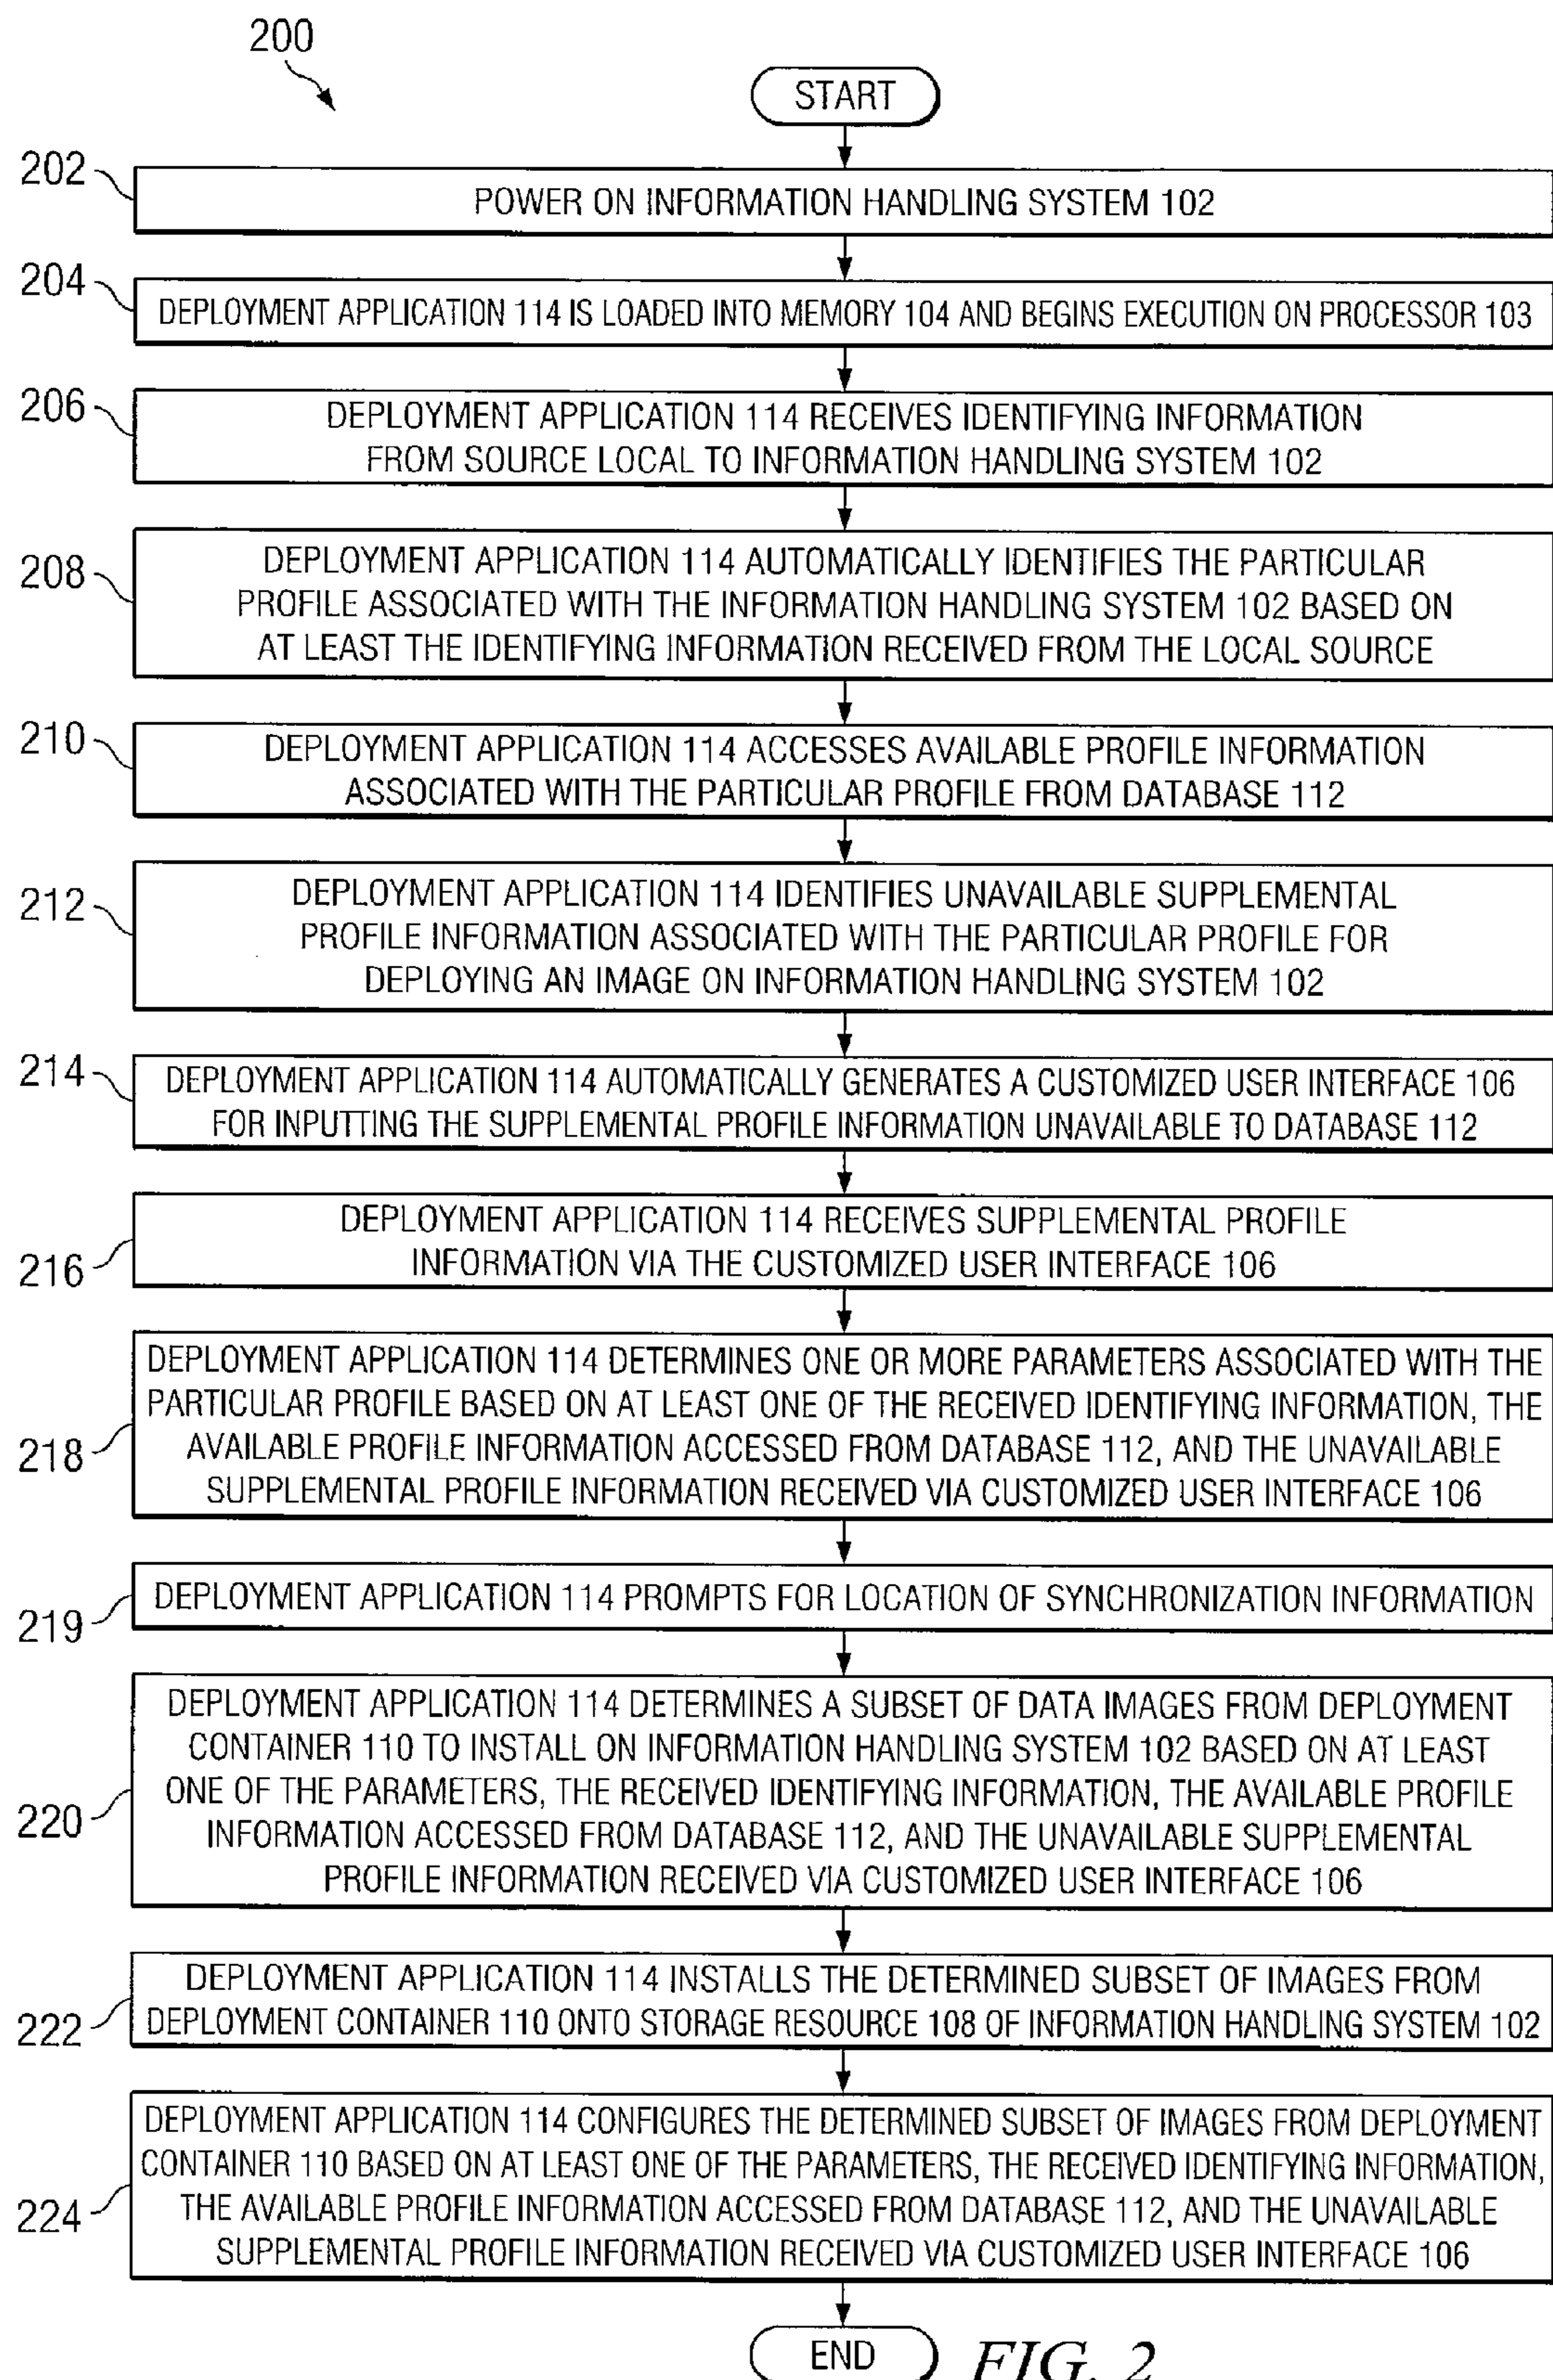 200
START
202
POWER ON INFORMATION HANDLING SYSTEM 102
204
DEPLOYMENT APPLICATION 114 IS LOADED INTO MEMORY 104 AND BEGINS EXECUTION ON PROCESSOR 103
206
DEPLOYMENT APPLICATION 114 RECEIVES IDENTIFYING INFORMATION
FROM SOURCE LOCAL TO INFORMATION HANDLING SYSTEM 102
208
DEPLOYMENT APPLICATION 114 AUTOMATICALLY IDENTIFIES THE PARTICULAR
PROFILE ASSOCIATED WITH THE INFORMATION HANDLING SYSTEM 102 BASED ON
AT LEAST THE IDENTIFYING INFORMATION RECEIVED FROM THE LOCAL SOURCE
210
DEPLOYMENT APPLICATION 114 ACCESSES AVAILABLE PROFILE INFORMATION
ASSOCIATED WITH THE PARTICULAR PROFILE FROM DATABASE 112
212
DEPLOYMENT APPLICATION 114 IDENTIFIES UNAVAILABLE SUPPLEMENTAL
PROFILE INFORMATION ASSOCIATED WITH THE PARTICULAR PROFILE FOR
DEPLOYING AN IMAGE ON INFORMATION HANDLING SYSTEM 102
214
DEPLOYMENT APPLICATION 114 AUTOMATICALLY GENERATES A CUSTOMIZED USER INTERFACE 106
FOR INPUTTING THE SUPPLEMENTAL PROFILE INFORMATION UNAVAILABLE TO DATABASE 112
216
DEPLOYMENT APPLICATION 114 RECEIVES SUPPLEMENTAL PROFILE
INFORMATION VIA THE CUSTOMIZED USER INTERFACE 106
218
DEPLOYMENT APPLICATION 114 DETERMINES ONE OR MORE PARAMETERS ASSOCIATED WITH THE
PARTICULAR PROFILE BASED ON AT LEAST ONE OF THE RECEIVED IDENTIFYING INFORMATION, THE
AVAILABLE PROFILE INFORMATION ACCESSED FROM DATABASE 112, AND THE UNAVAILABLE
SUPPLEMENTAL PROFILE INFORMATION RECEIVED VIA CUSTOMIZED USER INTERFACE 106
219
DEPLOYMENT APPLICATION 114 PROMPTS FOR LOCATION OF SYNCHRONIZATION INFORMATION
220
DEPLOYMENT APPLICATION 114 DETERMINES A SUBSET OF DATA IMAGES FROM DEPLOYMENT
CONTAINER 110 TO INSTALL ON INFORMATION HANDLING SYSTEM 102 BASED ON AT LEAST
ONE OF THE PARAMETERS, THE RECEIVED IDENTIFYING INFORMATION, THE AVAILABLE PROFILE
INFORMATION ACCESSED FROM DATABASE 112, AND THE UNAVAILABLE SUPPLEMENTAL
PROFILE INFORMATION RECEIVED VIA CUSTOMIZED USER INTERFACE 106
222
DEPLOYMENT APPLICATION 114 INSTALLS THE DETERMINED SUBSET OF IMAGES FROM
DEPLOYMENT CONTAINER 110 ONTO STORAGE RESOURCE 108 OF INFORMATION HANDLING SYSTEM 102
224
DEPLOYMENT APPLICATION 114 CONFIGURES THE DETERMINED SUBSET OF IMAGES FROM DEPLOYMENT
CONTAINER 110 BASED ON AT LEAST ONE OF THE PARAMETERS, THE RECEIVED IDENTIFYING INFORMATION,
THE AVAILABLE PROFILE INFORMATION ACCESSED FROM DATABASE 112, AND THE UNAVAILABLE
SUPPLEMENTAL PROFILE INFORMATION RECEIVED VIA CUSTOMIZED USER INTERFACE 106
END
FIG. 2